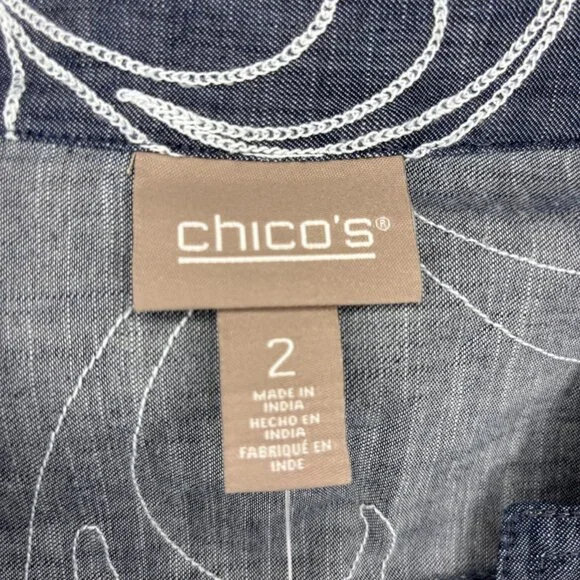 chico's®
2
MADE IN
INDIA
HECHO EN
INDIA
FABRIQUÉ EN
INDE